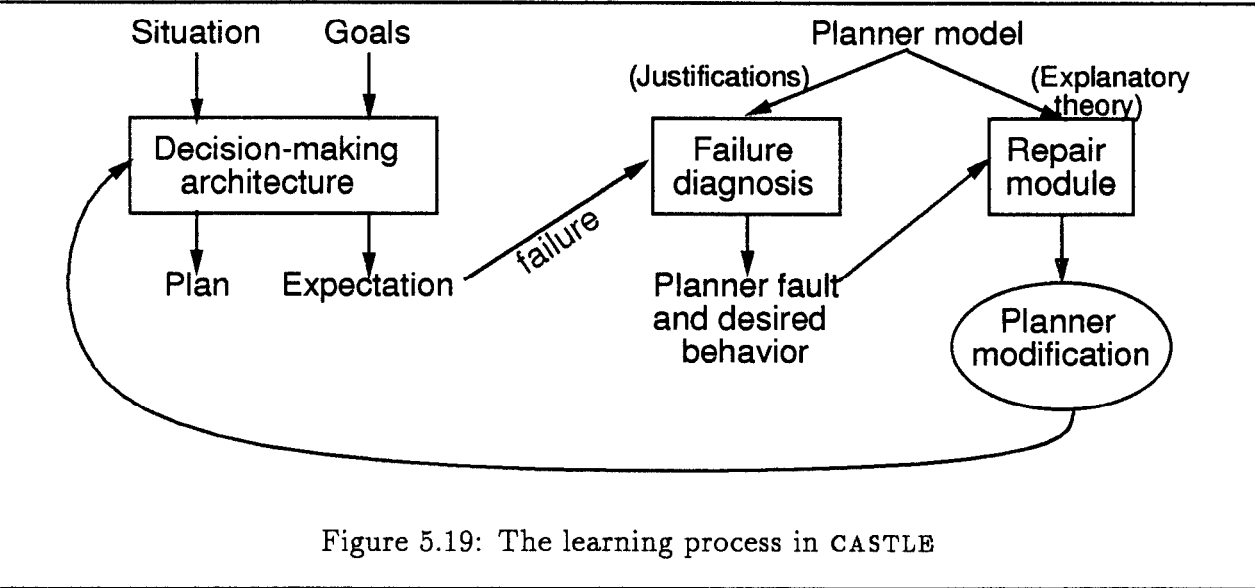 Situation
Goals
Planner model
(Justifications)
(Explanatory
theory)
Decision-making
architecture
Failure
diagnosis
Repair
module
failure
Plan
Expectation
Planner fault
and desired
behavior
Planner
modification
Figure 5.19: The learning process in CASTLE